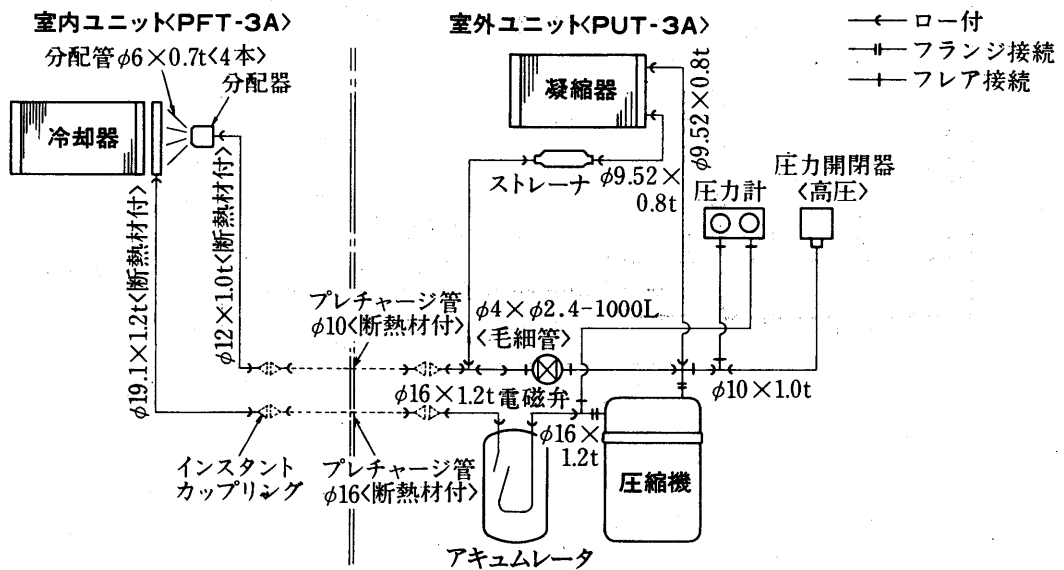 室内ユニット<PFT-3A>
分配管φ6×0.7t<4本>
分配器
冷却器
φ19.1×1.2t<断熱材付>
φ12×1.0t<断熱材付>
インスタント
カップリング
プレチャージ管
φ10<断熱材付>
プレチャージ管
φ16<断熱材付>
室外ユニット<PUT-3A>
凝縮器
ストレーナ
φ9.52×
0.8t
φ9.52×0.8t
圧力計
圧力開閉器
<高圧>
φ4×φ2.4-1000L
<毛細管>
φ16×1.2t
電磁弁
φ10×1.0t
φ16×
1.2t
アキュムレータ
圧縮機
ロー付
フランジ接続
フレア接続